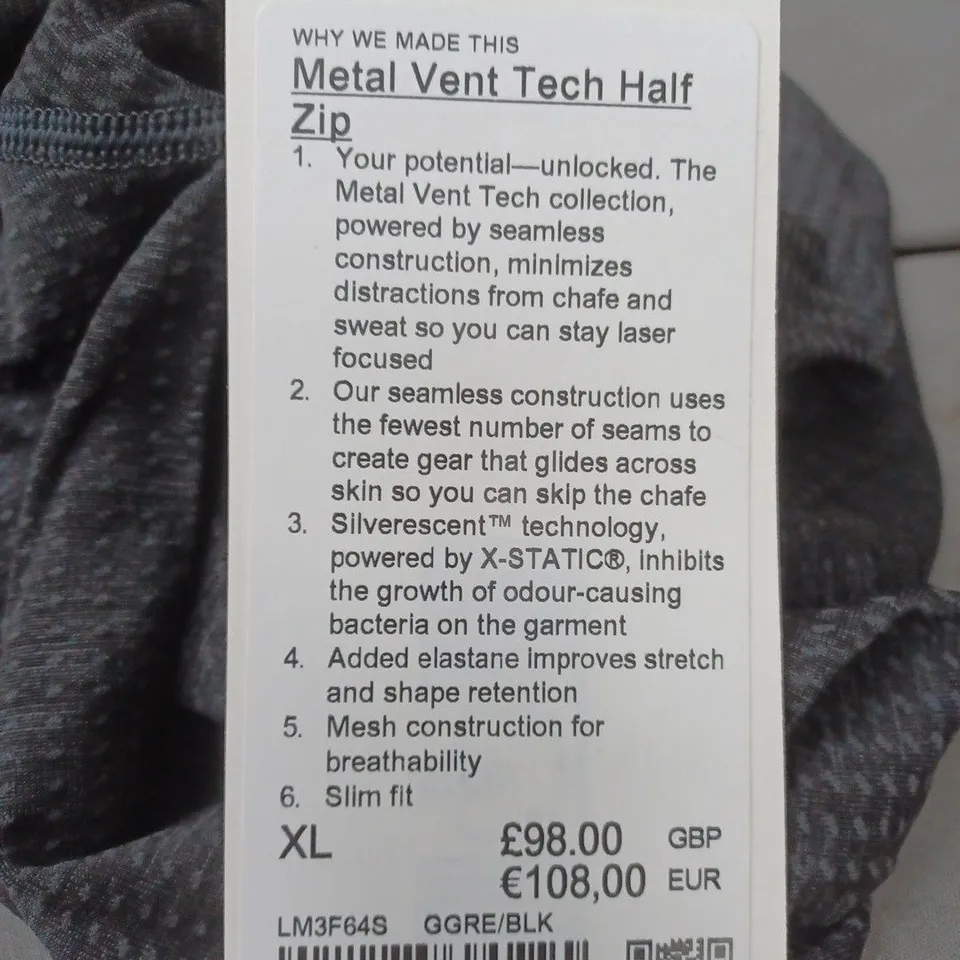 WHY WE MADE THIS
Metal Vent Tech Half
Zip
1. Your potential—unlocked. The
Metal Vent Tech collection,
powered by seamless
construction, minimizes
distractions from chafe and
sweat so you can stay laser
focused
2. Our seamless construction uses
the fewest number of seams to
create gear that glides across
skin so you can skip the chafe
3. Silverescent™ technology,
powered by X-STATIC®, inhibits
the growth of odour-causing
bacteria on the garment
4. Added elastane improves stretch
and shape retention
5. Mesh construction for
breathability
6. Slim fit
XL £98.00 GBP
€108,00 EUR
LM3F64S GGRE/BLK